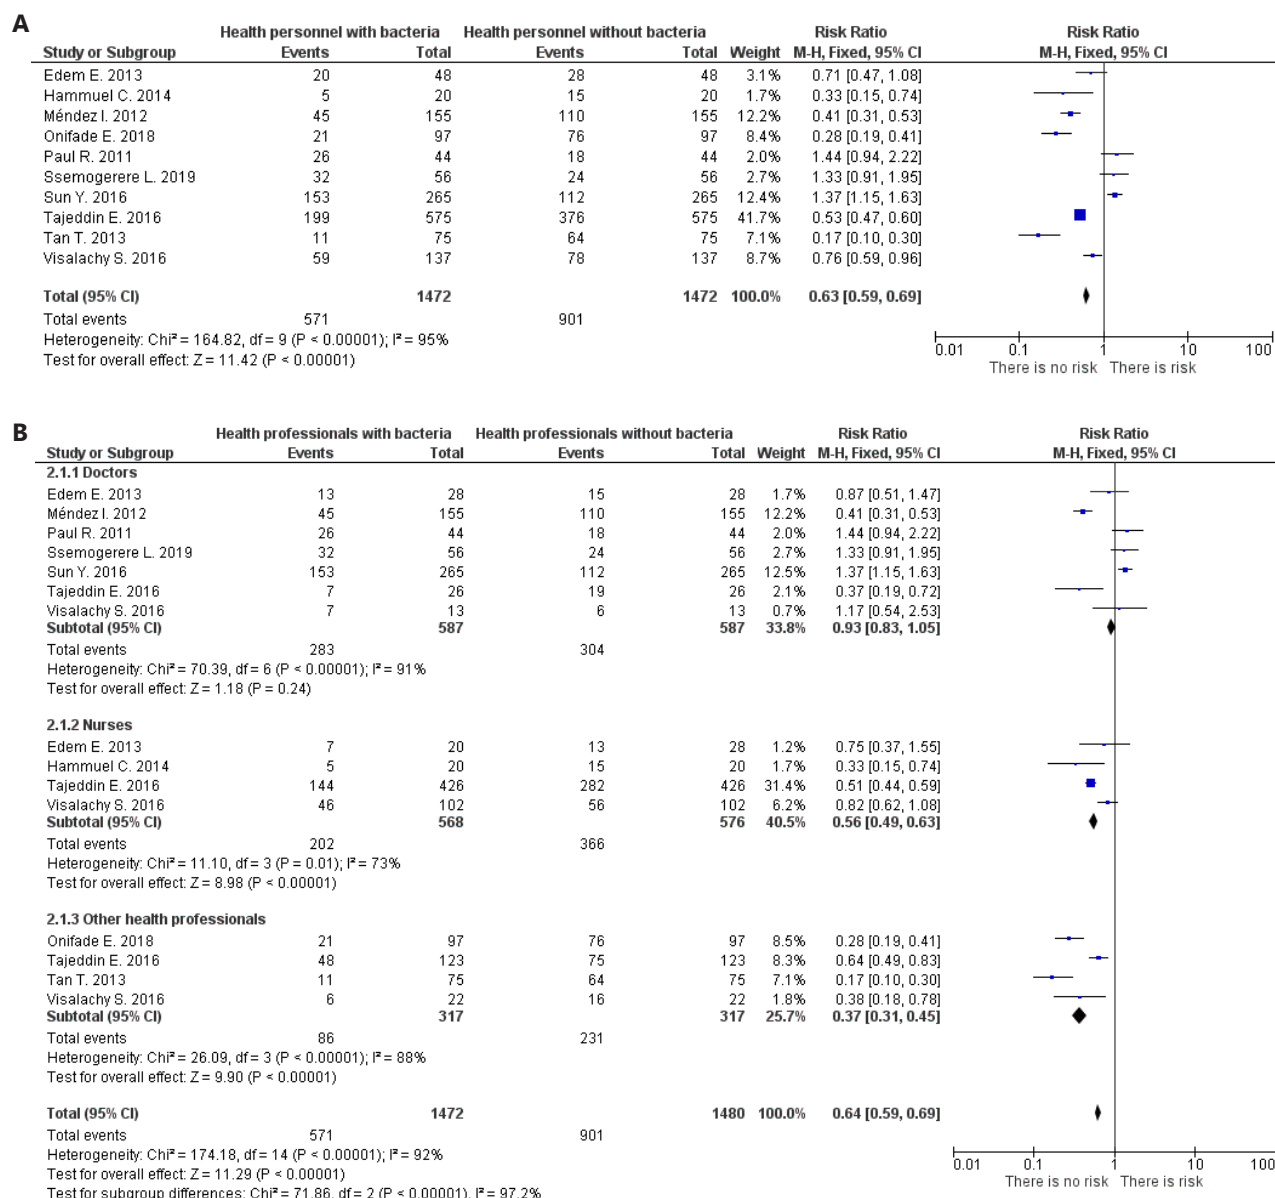 A
Health personnel with bacteria Health personnel without bacteria Risk Ratio Risk Ratio
Study or Subgroup Events Total Events Total Weight M-H, Fixed, 95% CI M-H, Fixed, 95% CI
Edem E. 2013 20 48 28 48 3.1% 0.71 [0.47, 1.08]
Hammuel C. 2014 5 20 15 20 1.7% 0.33 [0.15, 0.74]
Méndez I. 2012 45 155 110 155 12.2% 0.41 [0.31, 0.53]
Onifade E. 2018 21 97 76 97 8.4% 0.28 [0.19, 0.41]
Paul R. 2011 26 44 18 44 2.0% 1.44 [0.94, 2.22]
Ssemogerere L. 2019 32 56 24 56 2.7% 1.33 [0.91, 1.95]
Sun Y. 2016 153 265 112 265 12.4% 1.37 [1.15, 1.63]
Tajeddin E. 2016 199 575 376 575 41.7% 0.53 [0.47, 0.60]
Tan T. 2013 11 75 64 75 7.1% 0.17 [0.10, 0.30]
Visalachy S. 2016 59 137 78 137 8.7% 0.76 [0.59, 0.96]
Total (95% CI) 1472 1472 100.0% 0.63 [0.59, 0.69]
Total events 571 901
Heterogeneity: Chi² = 164.82, df = 9 (P < 0.00001); I² = 95%
Test for overall effect: Z = 11.42 (P < 0.00001)
0.01 0.1 1 10 100
There is no risk There is risk
B
Health professionals with bacteria Health professionals without bacteria Risk Ratio Risk Ratio
Study or Subgroup Events Total Events Total Weight M-H, Fixed, 95% CI M-H, Fixed, 95% CI
2.1.1 Doctors
Edem E. 2013 13 28 15 28 1.7% 0.87 [0.51, 1.47]
Méndez I. 2012 45 155 110 155 12.2% 0.41 [0.31, 0.53]
Paul R. 2011 26 44 18 44 2.0% 1.44 [0.94, 2.22]
Ssemogerere L. 2019 32 56 24 56 2.7% 1.33 [0.91, 1.95]
Sun Y. 2016 153 265 112 265 12.5% 1.37 [1.15, 1.63]
Tajeddin E. 2016 7 26 19 26 2.1% 0.37 [0.19, 0.72]
Visalachy S. 2016 7 13 6 13 0.7% 1.17 [0.54, 2.53]
Subtotal (95% CI) 587 587 33.8% 0.93 [0.83, 1.05]
Total events 283 304
Heterogeneity: Chi² = 70.39, df = 6 (P < 0.00001); I² = 91%
Test for overall effect: Z = 1.18 (P = 0.24)
2.1.2 Nurses
Edem E. 2013 7 20 13 28 1.2% 0.75 [0.37, 1.55]
Hammuel C. 2014 5 20 15 20 1.7% 0.33 [0.15, 0.74]
Tajeddin E. 2016 144 426 282 426 31.4% 0.51 [0.44, 0.59]
Visalachy S. 2016 46 102 56 102 6.2% 0.82 [0.62, 1.08]
Subtotal (95% CI) 568 576 40.5% 0.56 [0.49, 0.63]
Total events 202 366
Heterogeneity: Chi² = 11.10, df = 3 (P = 0.01); I² = 73%
Test for overall effect: Z = 8.98 (P < 0.00001)
2.1.3 Other health professionals
Onifade E. 2018 21 97 76 97 8.5% 0.28 [0.19, 0.41]
Tajeddin E. 2016 48 123 75 123 8.3% 0.64 [0.49, 0.83]
Tan T. 2013 11 75 64 75 7.1% 0.17 [0.10, 0.30]
Visalachy S. 2016 6 22 16 22 1.8% 0.38 [0.18, 0.78]
Subtotal (95% CI) 317 317 25.7% 0.37 [0.31, 0.45]
Total events 86 231
Heterogeneity: Chi² = 26.09, df = 3 (P < 0.00001); I² = 88%
Test for overall effect: Z = 9.90 (P < 0.00001)
Total (95% CI) 1472 1480 100.0% 0.64 [0.59, 0.69]
Total events 571 901
Heterogeneity: Chi² = 174.18, df = 14 (P < 0.00001); I² = 92%
Test for overall effect: Z = 11.29 (P < 0.00001)
Test for subgroup differences: Chi² = 71.86, df = 2 (P < 0.00001), I² = 97.2%
0.01 0.1 1 10 100
There is no risk There is risk